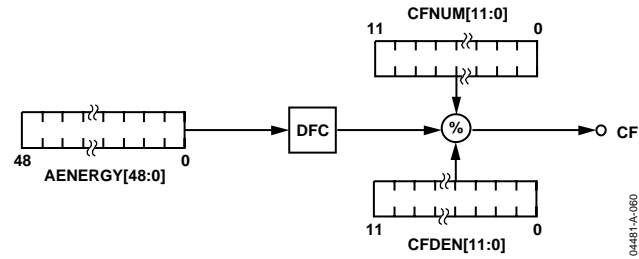 CFNUM[11:0]
11 0
DFC
%
CF
48 0
AENERGY[48:0]
11 0
CFDEN[11:0]
04481-A-060